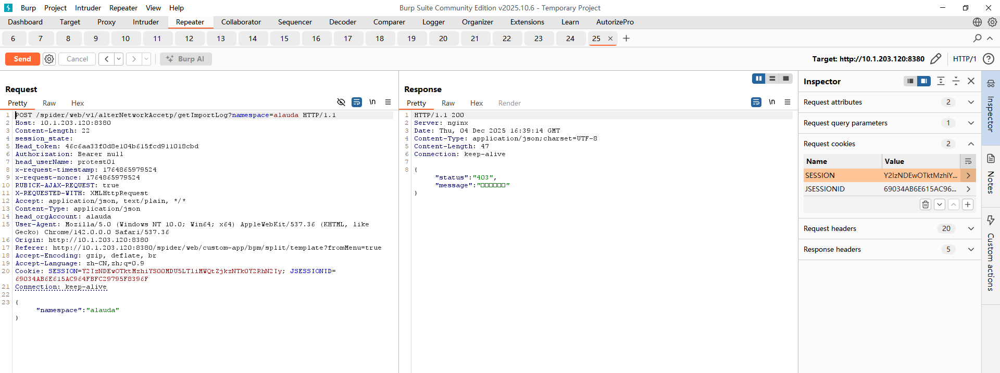 Burp Project Intruder Repeater View Help
Burp Suite Community Edition v2025.10.6 - Temporary Project
Dashboard Target Proxy Intruder Repeater Collaborator Sequencer Decoder Comparer Logger Organizer Extensions Learn AutorizePro
6 7 8 9 10 11 12 13 14 15 16 17 18 19 20 21 22 23 24 25 × +
Send Cancel Burp AI
Target: http://10.1.203.120:8380 HTTP/1
Request
Pretty Raw Hex
\n
1 POST /spider/web/v1/alterNetworkAccetp/getImportLog?namespace=alauda HTTP/1.1
2 Host: 10.1.203.120:8380
3 Content-Length: 22
4 session_state:
5 Head_token: 46c6aa33f0d8e104b615fcd911018cbd
6 Authorization: Bearer null
7 head_userName: protest01
8 x-request-timestamp: 1764865979524
9 x-request-nonce: 1764865979524
10 RUBICK-AJAX-REQUEST: true
11 X-REQUESTED-WITH: XMLHttpRequest
12 Accept: application/json, text/plain, */*
13 Content-Type: application/json
14 head_orgAccount: alauda
15 User-Agent: Mozilla/5.0 (Windows NT 10.0; Win64; x64) AppleWebKit/537.36 (KHTML, like
Gecko) Chrome/142.0.0.0 Safari/537.36
16 Origin: http://10.1.203.120:8380
17 Referer: http://10.1.203.120:8380/spider/web/custom-app/bpm/split/template?fromMenu=true
18 Accept-Encoding: gzip, deflate, br
19 Accept-Language: zh-CN,zh;q=0.9
20 Cookie: SESSION=Y2IzNDEwOTktMzhiYS00MDU5LTliMWQtZjkzNTk0Y2RhN2Iy; JSESSIONID=
69034AB6E615AC964FBFC29795F8396F
21 Connection: keep-alive
22
23 {
"namespace":"alauda"
}
Response
Pretty Raw Hex Render
\n
1 HTTP/1.1 200
2 Server: nginx
3 Date: Thu, 04 Dec 2025 16:39:14 GMT
4 Content-Type: application/json;charset=UTF-8
5 Content-Length: 47
6 Connection: keep-alive
7
8 {
"status":"403",
"message":"□□□□□□"
}
Inspector
Request attributes 2
Request query parameters 1
Request cookies 2
Name Value
SESSION Y2IzNDEwOTktMzhiY...
JSESSIONID 69034AB6E615AC96...
Request headers 20
Response headers 5
Inspector
Notes
Custom actions